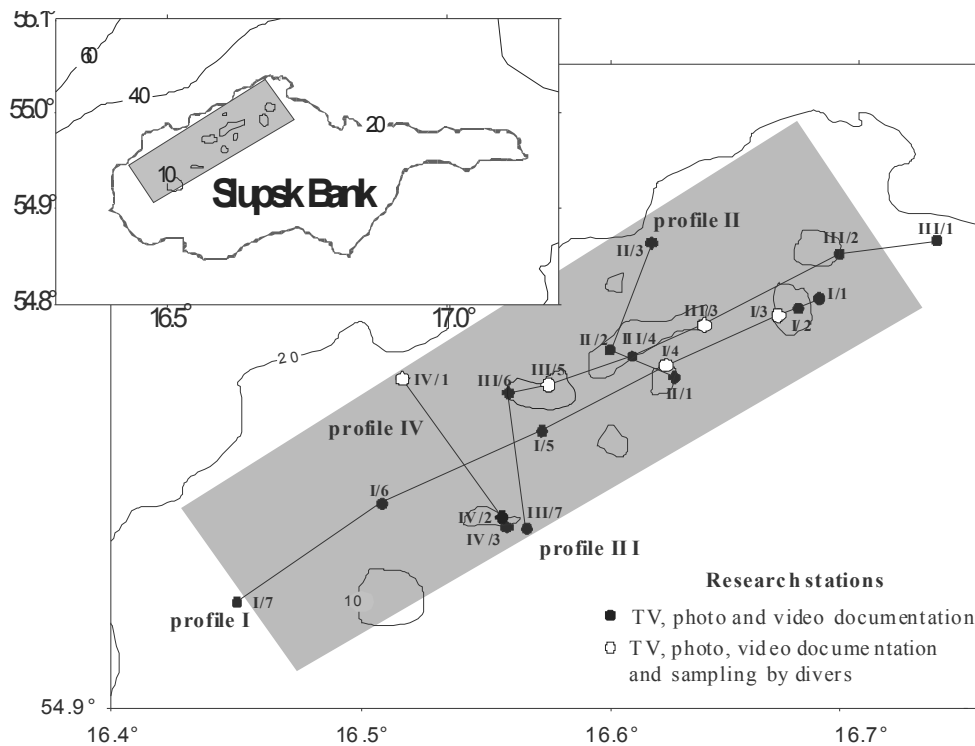 55.1°
60
40
55.0°
20
10
Slupsk Bank
54.9°
54.8°
16.5°
17.0°
profile II
III/1
II/3
III/2
I/1
III/3
I/3
I/2
II/2
III/4
20
I/4
III/5
IV/1
III/6
II/1
profile IV
I/5
I/6
IV/2
III/7
IV/3
profile III
Research stations
10
I/7
profile I
TV, photo and video documentation
TV, photo, video documentation
and sampling by divers
54.9°
16.4°
16.5°
16.6°
16.7°